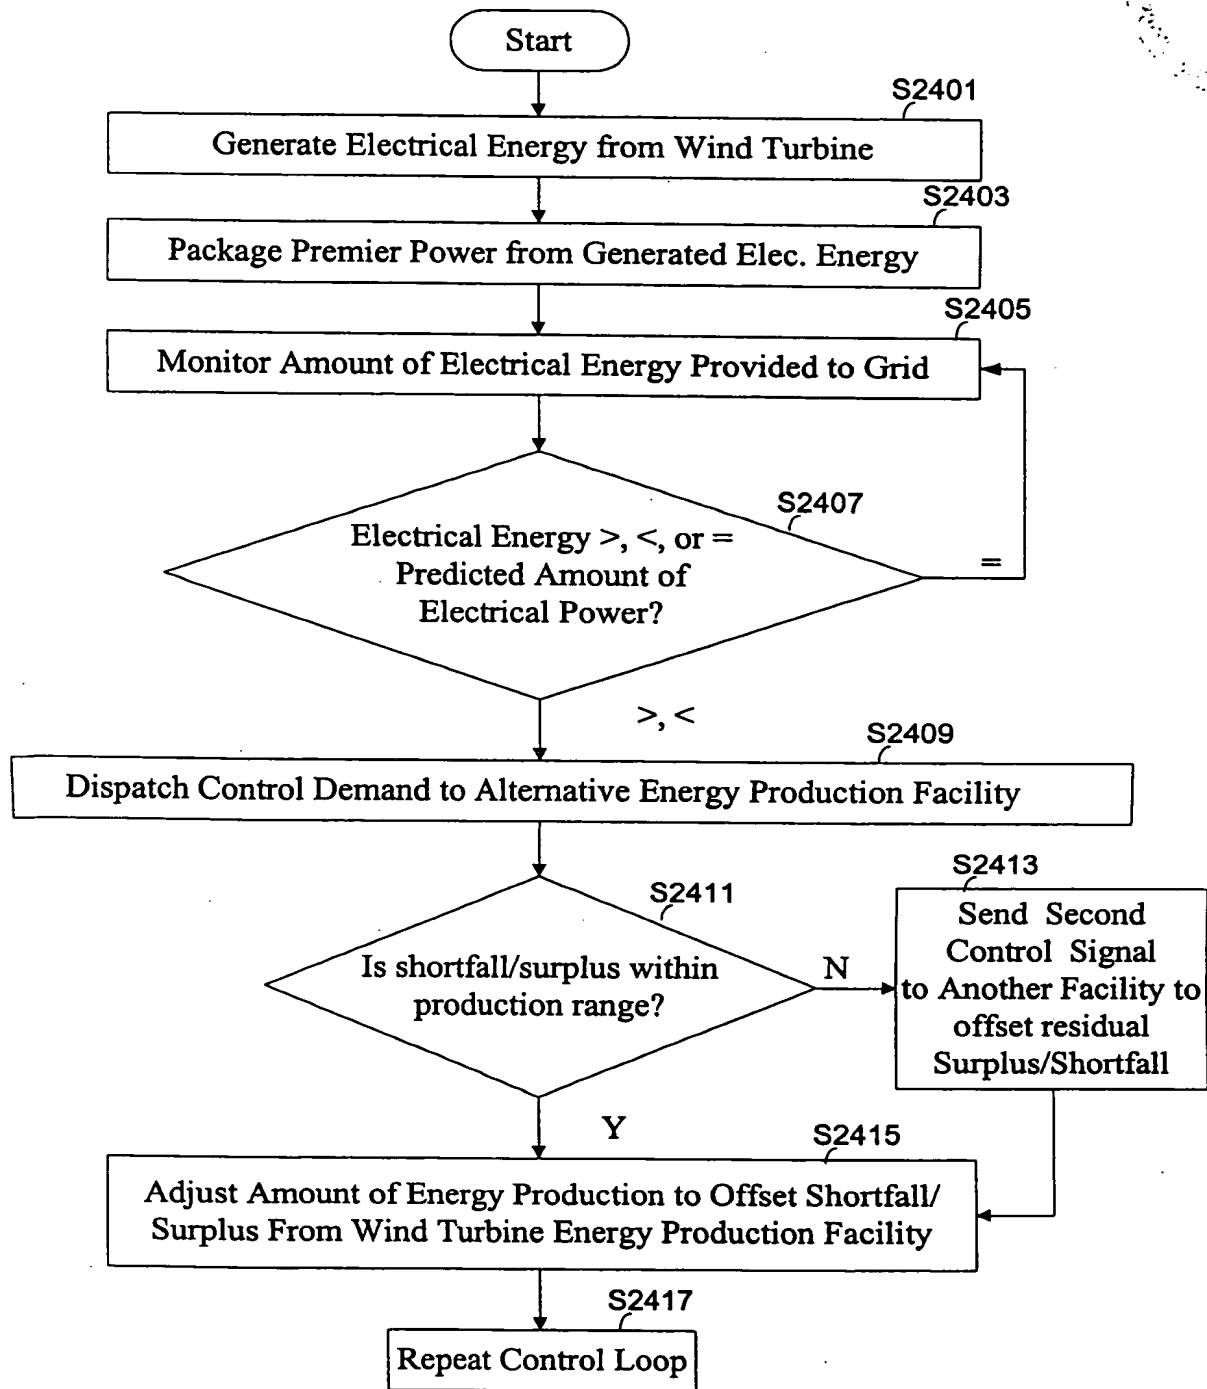 Start
S2401
Generate Electrical Energy from Wind Turbine
S2403
Package Premier Power from Generated Elec. Energy
S2405
Monitor Amount of Electrical Energy Provided to Grid
S2407
Electrical Energy >, <, or =
Predicted Amount of
Electrical Power?
=
>, <
S2409
Dispatch Control Demand to Alternative Energy Production Facility
S2411
Is shortfall/surplus within
production range?
N
S2413
Send Second
Control Signal
to Another Facility to
offset residual
Surplus/Shortfall
Y
S2415
Adjust Amount of Energy Production to Offset Shortfall/
Surplus From Wind Turbine Energy Production Facility
S2417
Repeat Control Loop